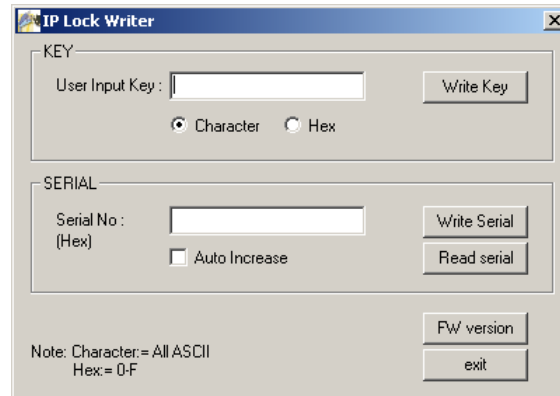 IP Lock Writer
KEY
User Input Key :
Write Key
Character
Hex
SERIAL
Serial No :
(Hex)
Write Serial
Auto Increase
Read serial
FW version
Note: Character:= All ASCII
Hex:= 0-F
exit